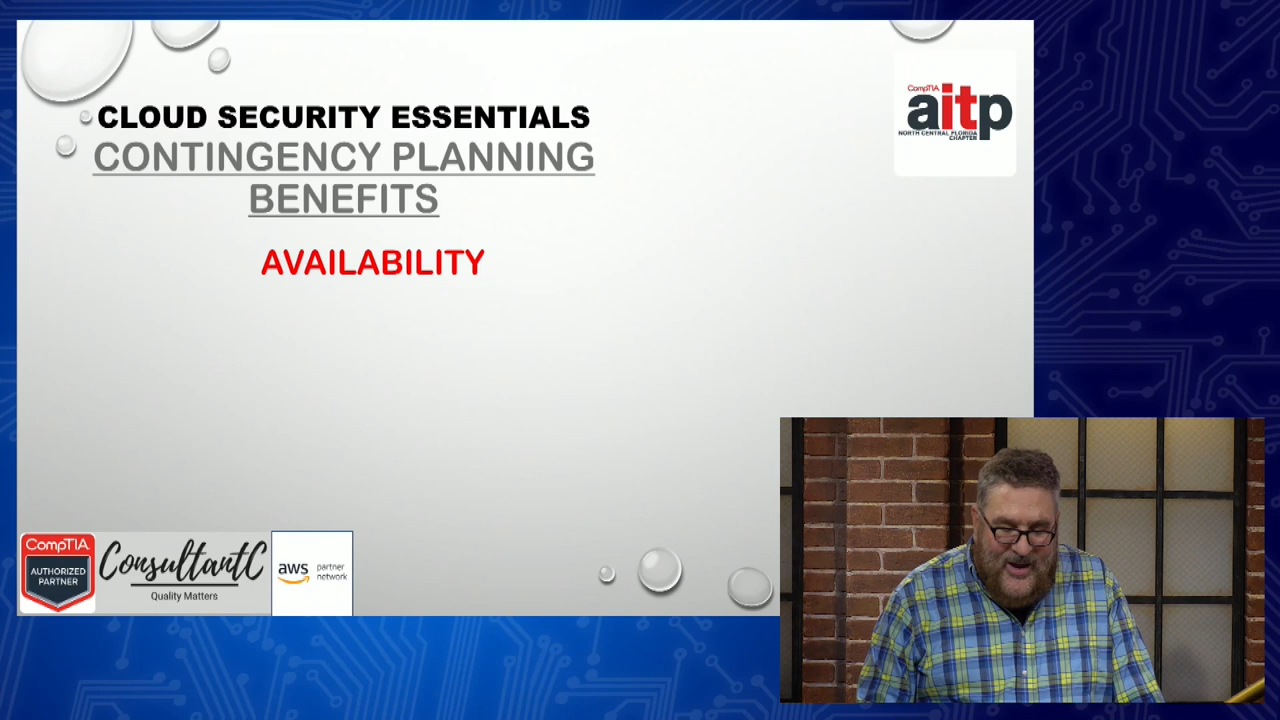 CLOUD SECURITY ESSENTIALS
CONTINGENCY PLANNING
BENEFITS
AVAILABILITY
CompTIA
aitp
NORTH CENTRAL FLORIDA
CHAPTER
CompTIA
AUTHORIZED
PARTNER
ConsultantC
Quality Matters
aws
partner
network